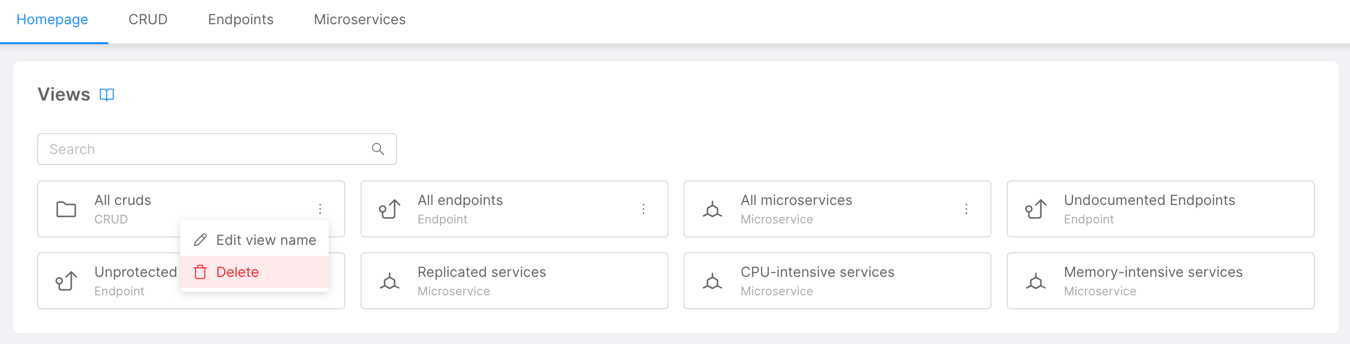 Homepage CRUD Endpoints Microservices
Views
Search
All cruds
CRUD
All endpoints
Endpoint
All microservices
Microservice
Undocumented Endpoints
Endpoint
Edit view name
Delete
Unprotected
Endpoint
Replicated services
Microservice
CPU-intensive services
Microservice
Memory-intensive services
Microservice